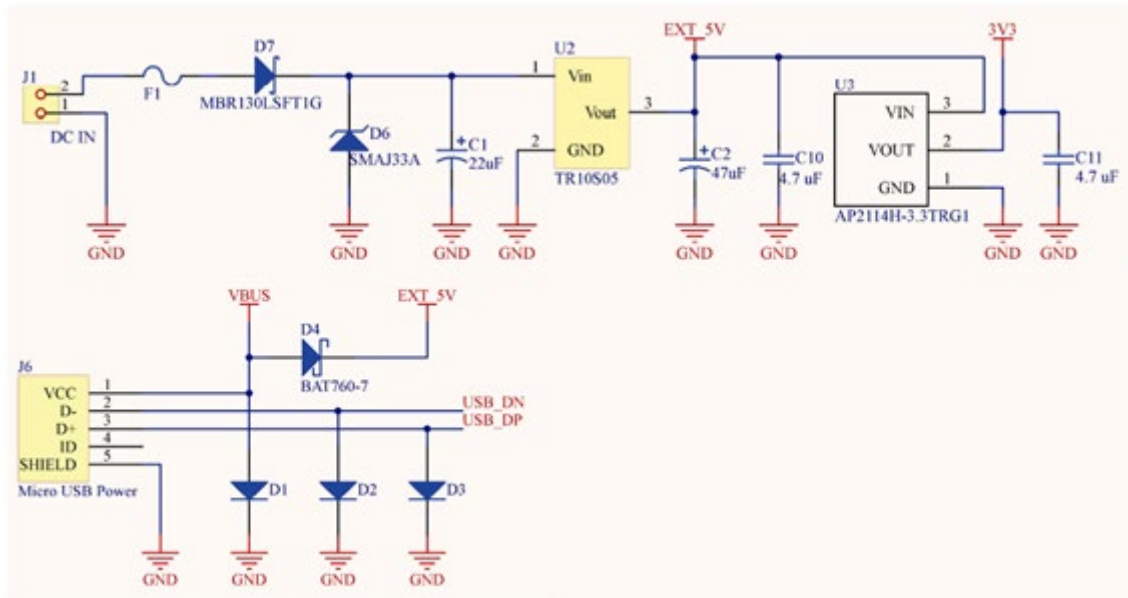 EXT_5V
3V3
D7
U2
J1
2
1
F1
MBR130LSFT1G
DC IN
D6
SMAJ33A
C1
22uF
1
Vin
Vout
3
2
GND
TR10S05
C2
47uF
C10
4.7 uF
U3
VIN
3
VOUT
2
GND
1
AP2114H-3.3TRG1
C11
4.7 uF
GND
GND
GND
GND
GND
GND
GND
GND
VBUS
EXT_5V
D4
BAT760-7
J6
VCC
1
D-
2
D+
3
ID
4
SHIELD
5
Micro USB Power
USB_DN
USB_DP
D1
D2
D3
GND
GND
GND
GND